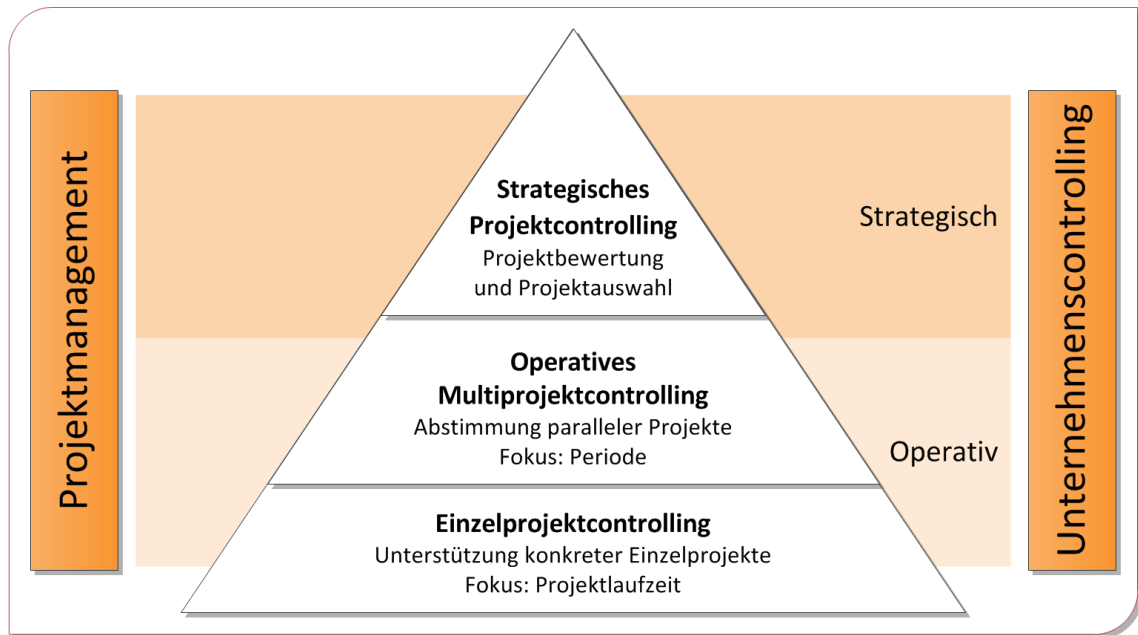 Projektmanagement
Strategisches
Projektcontrolling
Projektbewertung
und Projektauswahl
Strategisch
Operatives
Multiprojektcontrolling
Abstimmung paralleler Projekte
Fokus: Periode
Operativ
Einzelprojektcontrolling
Unterstützung konkreter Einzelprojekte
Fokus: Projektlaufzeit
Unternehmenscontrolling